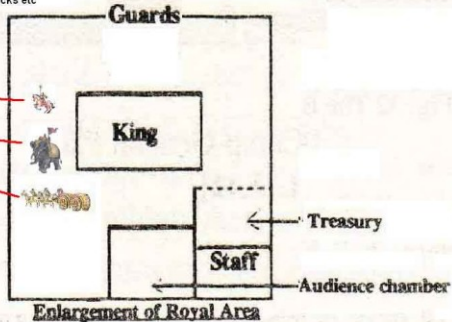 Guards
King
Treasury
Staff
Audience chamber
Enlargement of Royal Area